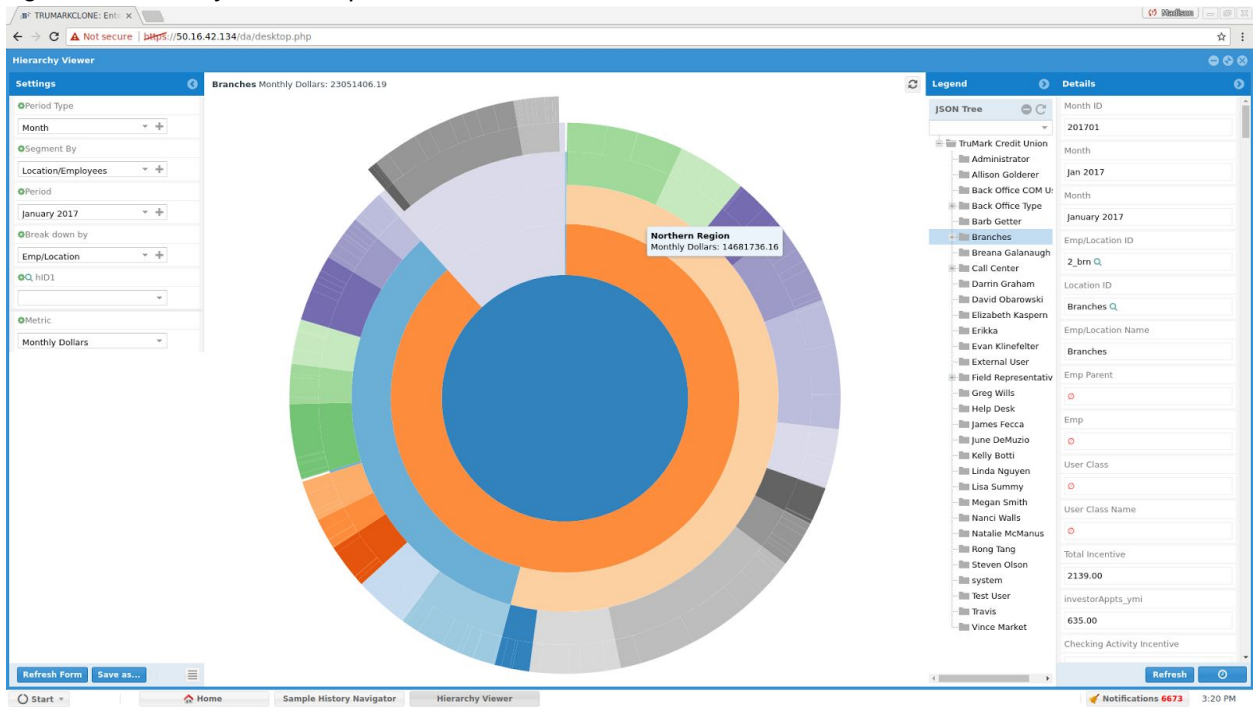 TRUMARKCLONE: Ente
Madison
Not secure | https://50.16.42.134/da/desktop.php
Hierarchy Viewer
Settings
Period Type
Month
Segment By
Location/Employees
Period
January 2017
Break down by
Emp/Location
hID1
Metric
Monthly Dollars
Refresh Form
Save as...
Branches Monthly Dollars: 23051406.19
Northern Region
Monthly Dollars: 14681736.16
Legend
JSON Tree
TruMark Credit Union
Administrator
Allison Golderer
Back Office COM U
Back Office Type
Barb Getter
Branches
Breana Galanaugh
Call Center
Darrin Graham
David Obarowski
Elizabeth Kaspern
Erikka
Evan Klinefelter
External User
Field Representativ
Greg Wills
Help Desk
James Fecca
June DeMuzio
Kelly Botti
Linda Nguyen
Lisa Summy
Megan Smith
Nanci Walls
Natalie McManus
Rong Tang
Steven Olson
system
Test User
Travis
Vince Market
Details
Month ID
201701
Month
Jan 2017
Month
January 2017
Emp/Location ID
2_brn
Location ID
Branches
Emp/Location Name
Branches
Emp Parent
∅
Emp
∅
User Class
∅
User Class Name
∅
Total Incentive
2139.00
investorAppts_ymi
635.00
Checking Activity Incentive
Refresh
Start
Home
Sample History Navigator
Hierarchy Viewer
Notifications 6673
3:20 PM